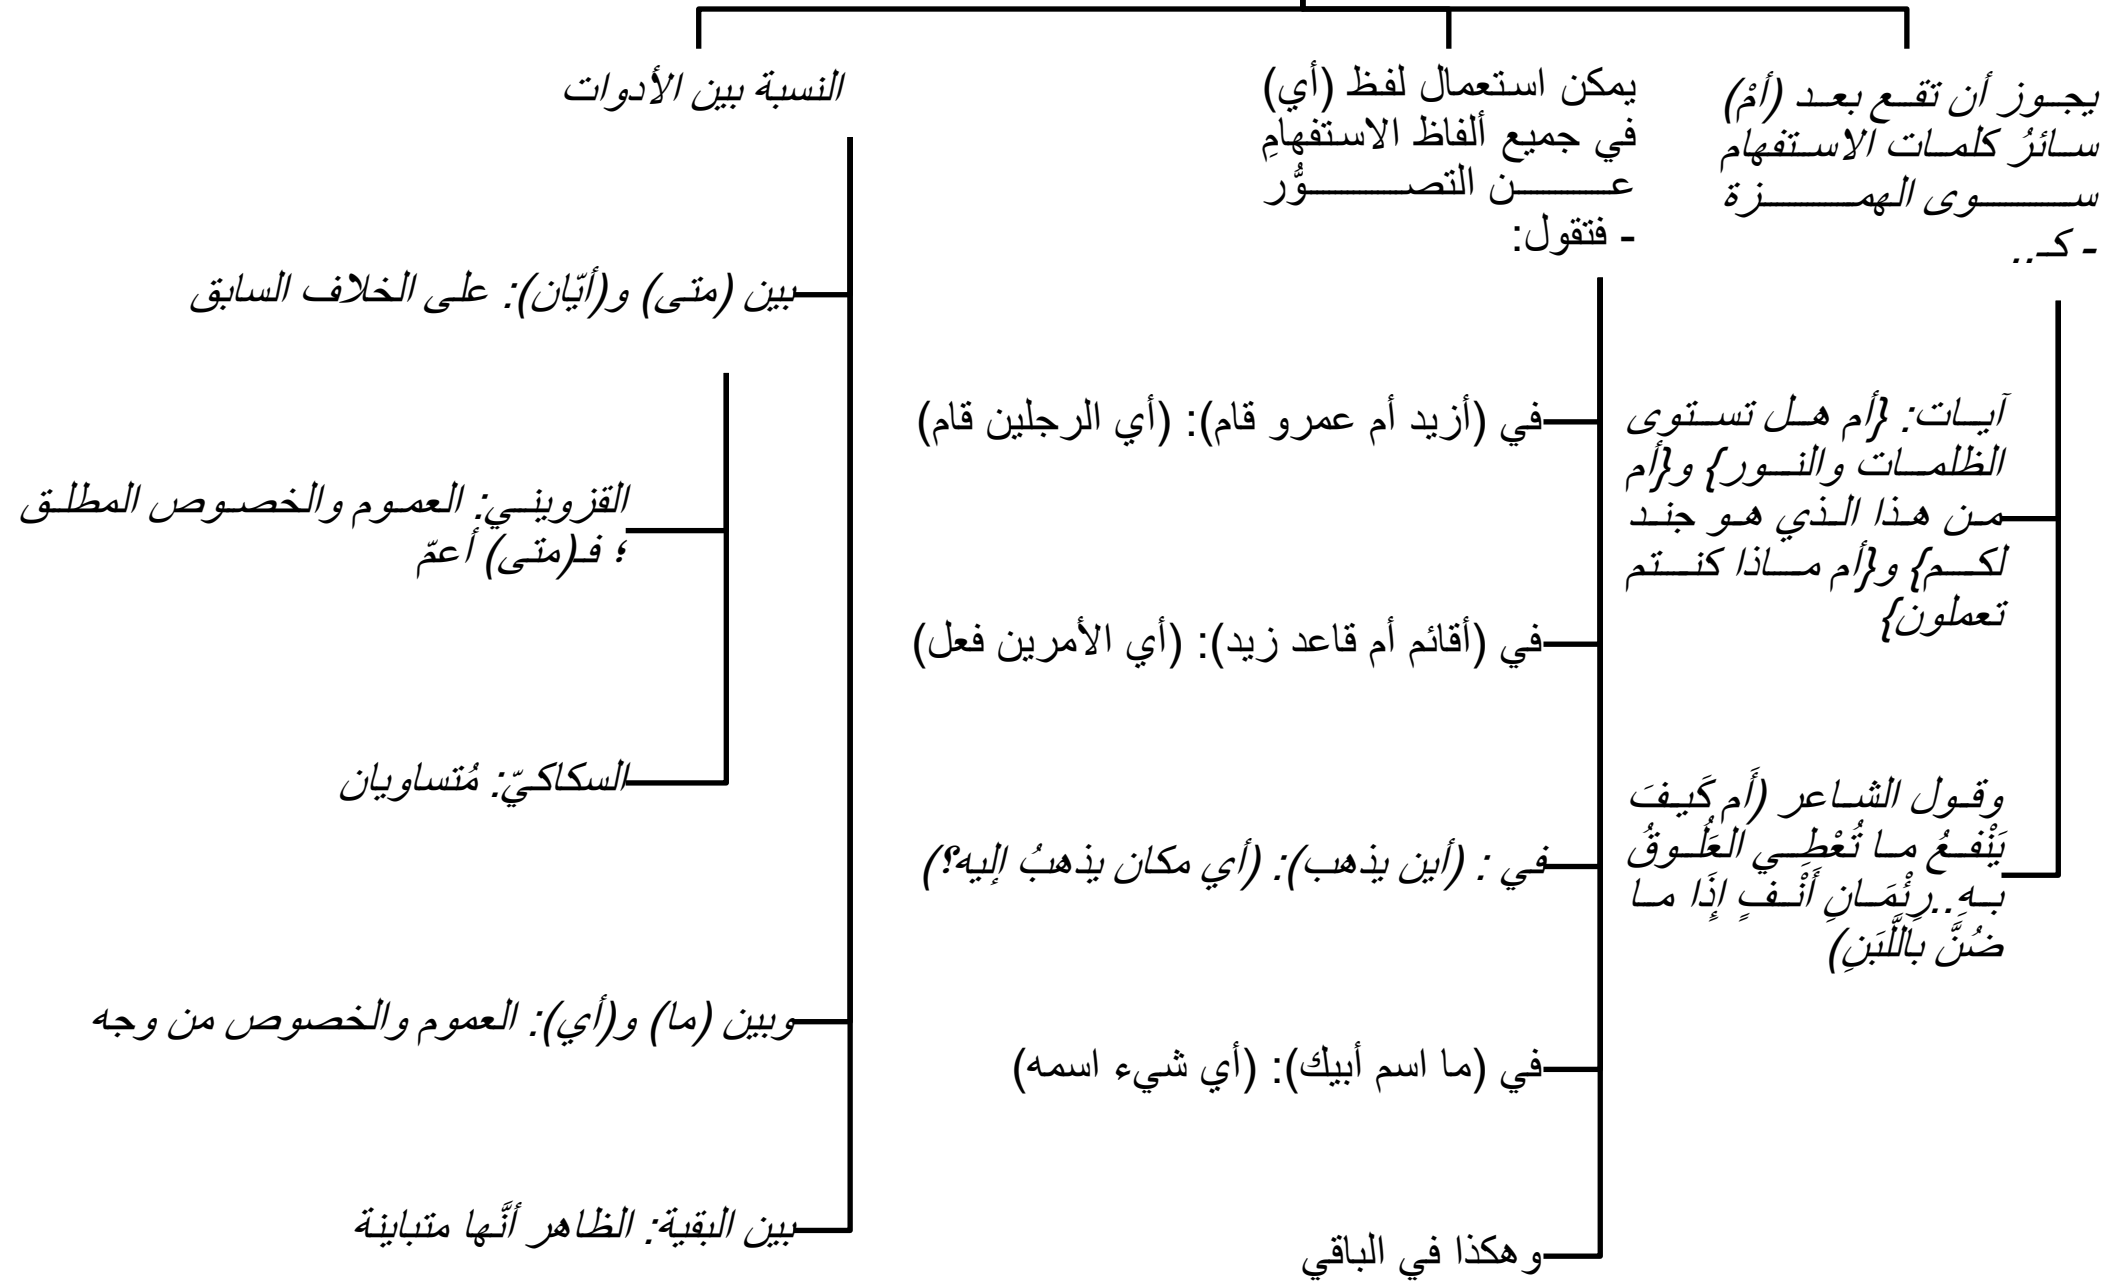 يجوز أن تقع بعد (أمْ)
سائرُ كلمات الاستفهام
سوى الهمزة
- كـ..
آيات: {أم هل تستوى
الظلمات والنور} و{أم
من هذا الذي هو جند
لكم} و{أم ماذا كنتم
تعملون}
وقول الشاعر (أَم كَيفَ
يَنْفعُ ما تُعْطِي العَلُوقُ
بهِ..رِئْمَانِ أَنْفٍ إِذَا ما
ضُنَّ باللَّبَنِ)
يمكن استعمال لفظ (أي)
في جميع ألفاظ الاستفهامِ
عن التصوُّر
- فتقول:
في (أزيد أم عمرو قام): (أي الرجلين قام)
في (أقائم أم قاعد زيد): (أي الأمرين فعل)
في : (أين يذهب): (أي مكان يذهبُ إليه؟)
في (ما اسم أبيك): (أي شيء اسمه)
وهكذا في الباقي
النسبة بين الأدوات
بين (متى) و(أيّان): على الخلاف السابق
القزويني: العموم والخصوص المطلق
؛ فـ(متى) أعمّ
السكاكيّ: مُتساويان
وبين (ما) و(أي): العموم والخصوص من وجه
بين البقية: الظاهر أنَّها متباينة